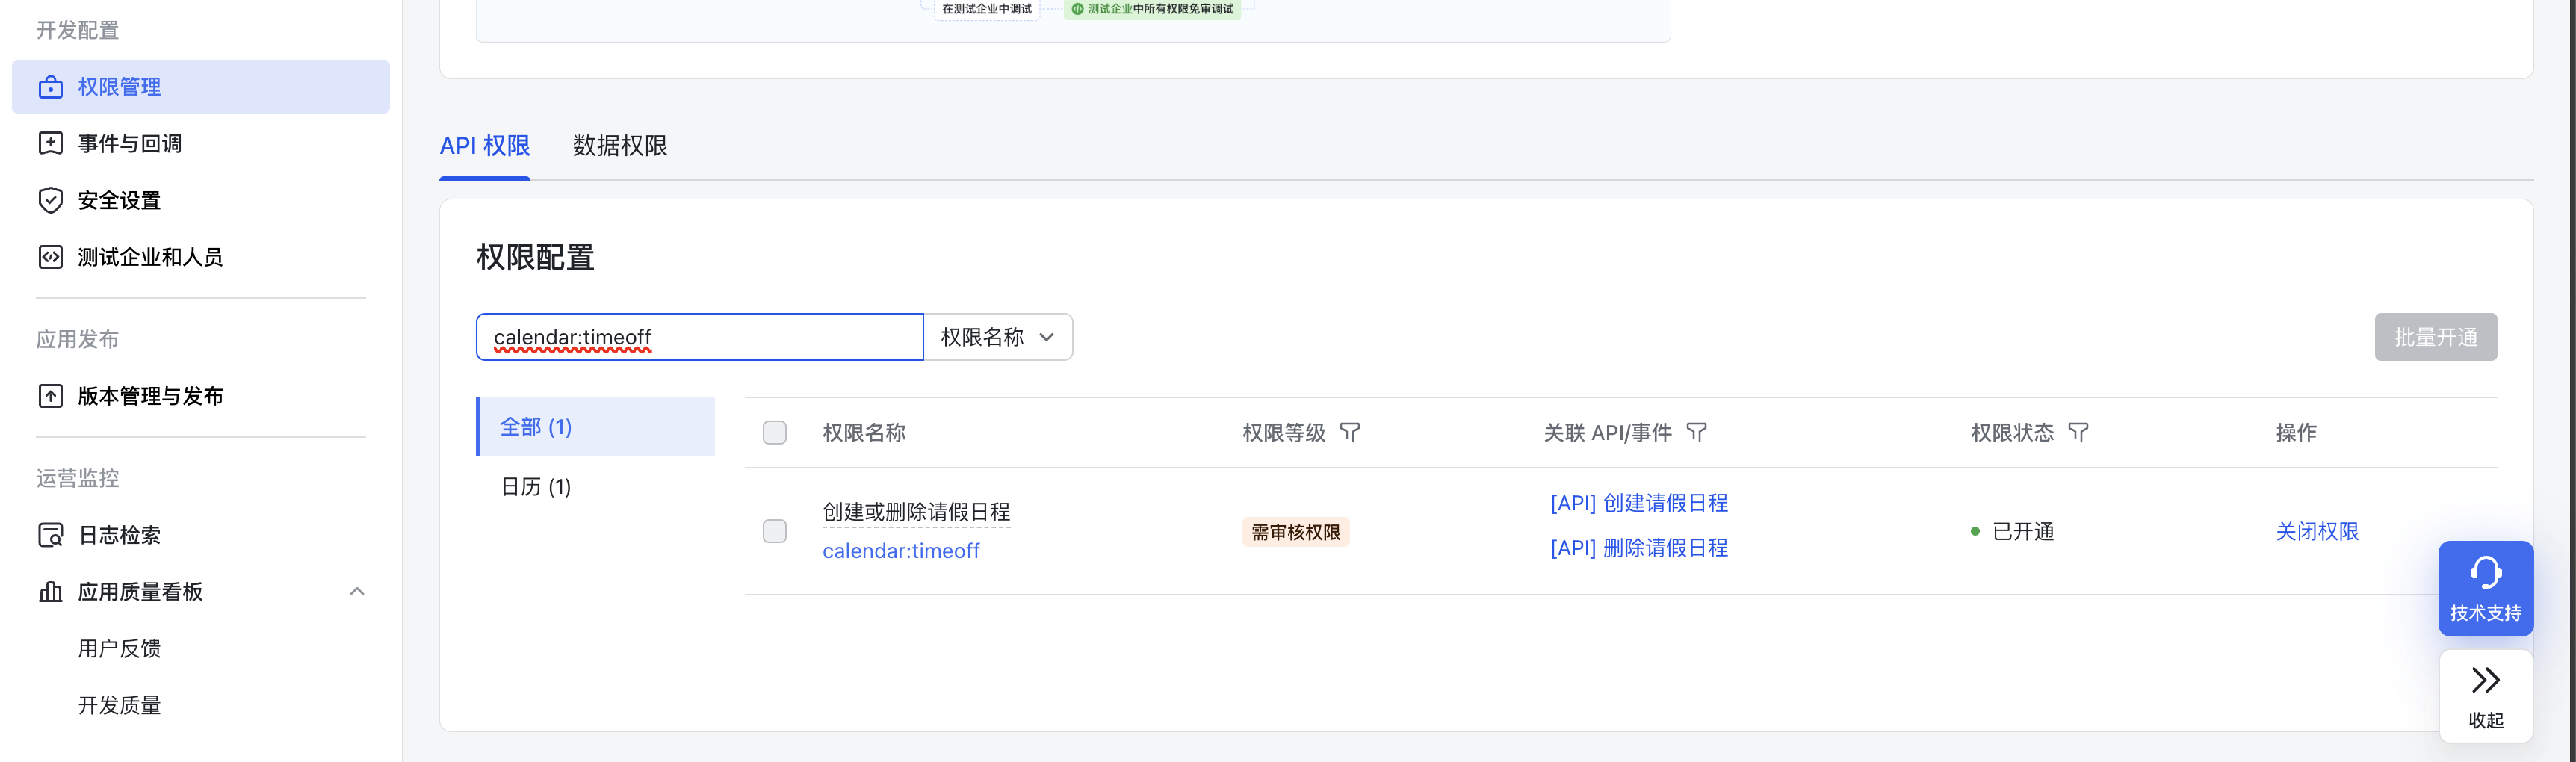 在测试企业中调试
测试企业中所有权限免审调试
开发配置
权限管理
事件与回调
安全设置
测试企业和人员
应用发布
版本管理与发布
运营监控
日志检索
应用质量看板
用户反馈
开发质量
API 权限
数据权限
权限配置
calendar:timeoff
权限名称
批量开通
全部 (1)
日历 (1)
权限名称
权限等级
关联 API/事件
权限状态
操作
创建或删除请假日程
calendar:timeoff
需审核权限
[API] 创建请假日程
[API] 删除请假日程
已开通
关闭权限
技术支持
收起